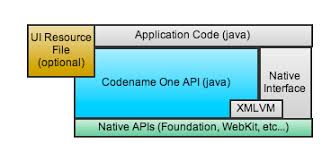 UI Resource
File
(optional)
Application Code (java)
Codename One API (java)
Native
Interface
XMLVM
Native APIs (Foundation, WebKit, etc...)